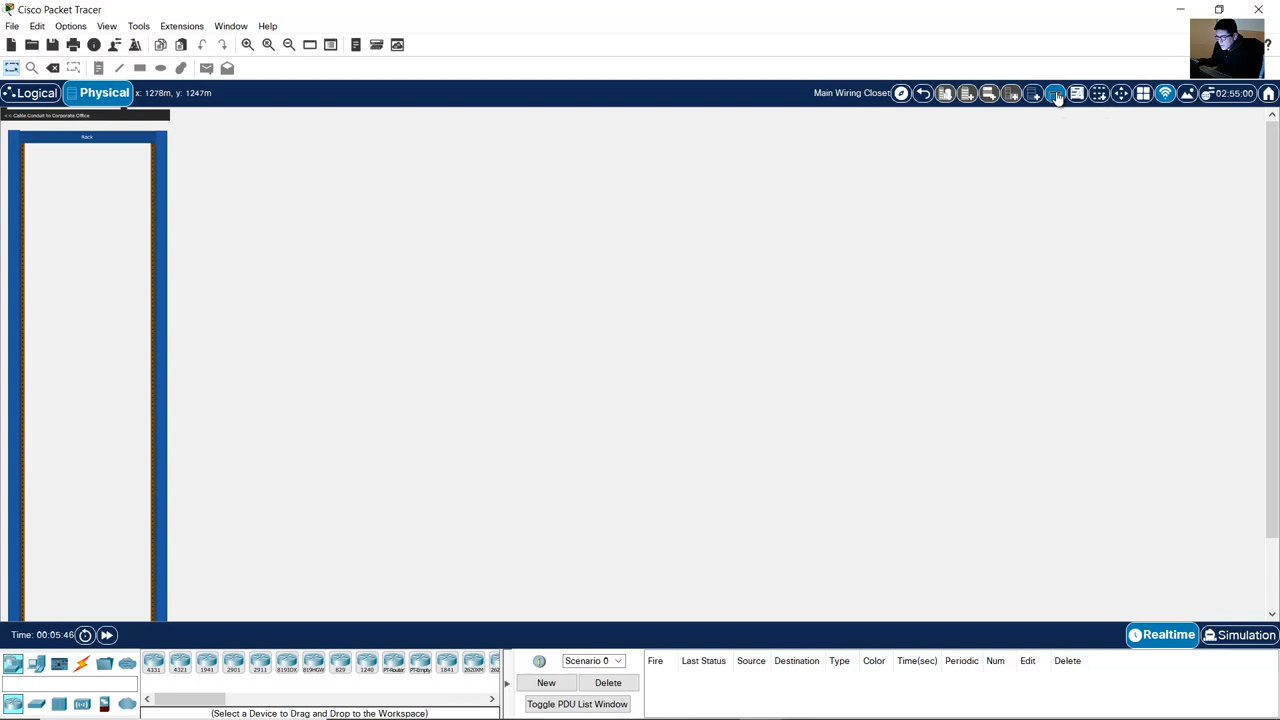 Cisco Packet Tracer
File Edit Options View Tools Extensions Window Help
?
Logical Physical x: 1278m, y: 1247m Main Wiring Closet 02:55:00
<< Cable Conduit to Corporate Office
Rack
Time: 00:05:46 Realtime Simulation
4331 4321 1941 2901 2911 819IOX 819HGW 829 1240 PT-Router PT-Empty 1841 2620XM 262
Scenario 0 Fire Last Status Source Destination Type Color Time(sec) Periodic Num Edit Delete
New Delete
Toggle PDU List Window
(Select a Device to Drag and Drop to the Workspace)